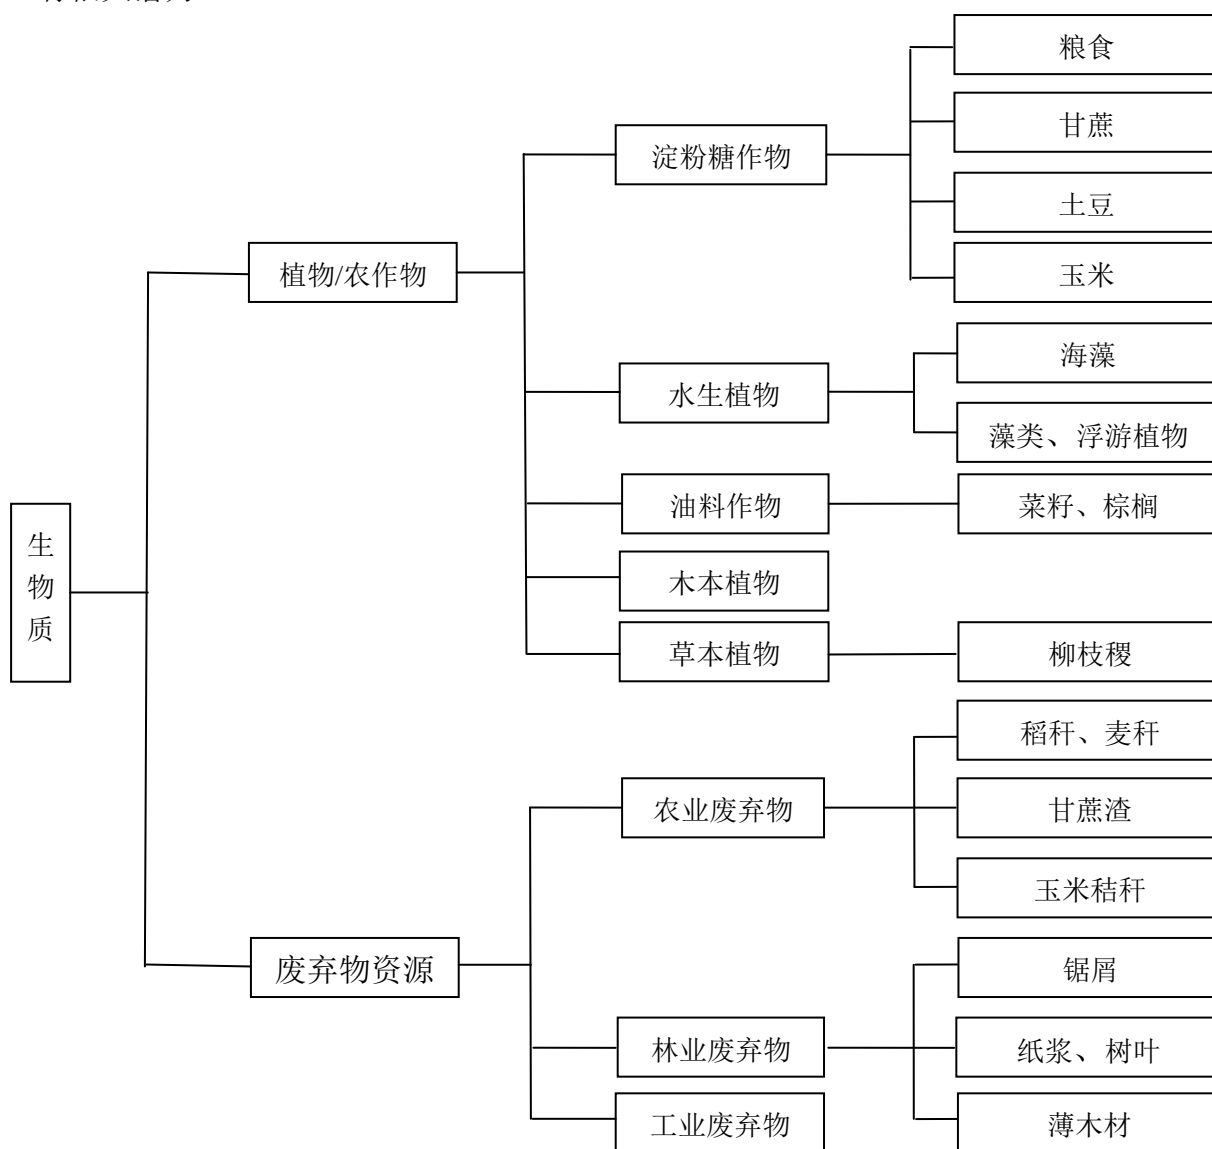 粮食
甘蔗
淀粉糖作物
土豆
植物/农作物
玉米
海藻
水生植物
藻类、浮游植物
油料作物
菜籽、棕榈
生
物
质
木本植物
草本植物
柳枝稷
稻秆、麦秆
农业废弃物
甘蔗渣
玉米秸秆
废弃物资源
锯屑
林业废弃物
纸浆、树叶
工业废弃物
薄木材